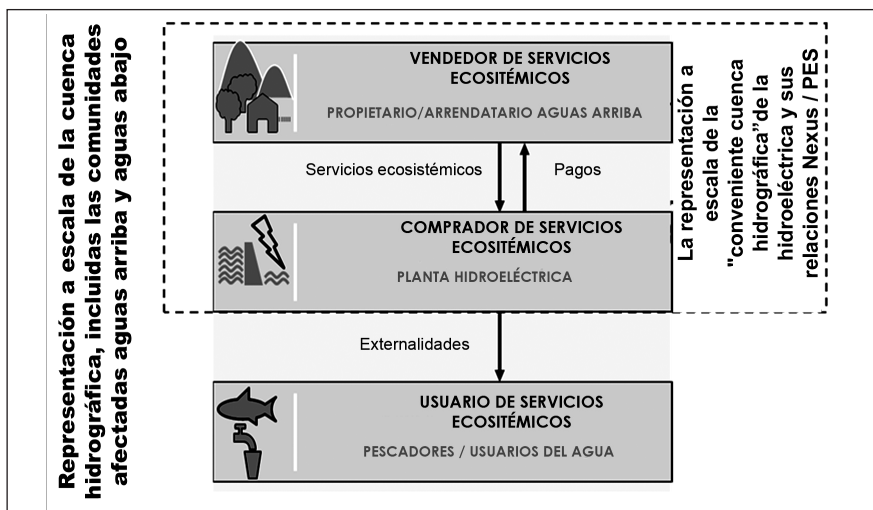 Representación a escala de la cuenca
hidrográfica, incluidas las comunidades
afectadas aguas arriba y aguas abajo
VENDEDOR DE SERVICIOS
ECOSITÉMICOS
PROPIETARIO/ARRENDATARIO AGUAS ARRIBA
Servicios ecosistémicos
Pagos
COMPRADOR DE SERVICIOS
ECOSITÉMICOS
PLANTA HIDROELÉCTRICA
Externalidades
USUARIO DE SERVICIOS
ECOSITÉMICOS
PESCADORES / USUARIOS DEL AGUA
La representación a
escala de la
"conveniente cuenca
hidrográfica”de la
hidroeléctrica y sus
relaciones Nexus / PES